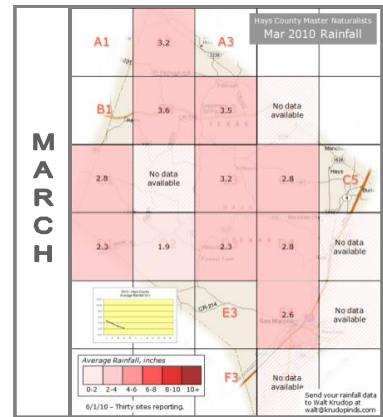 MARCH
Hays County Master Naturalists
Mar 2010 Rainfall
A1
3.2
A3
B1
3.6
3.5
No data
available
2.8
No data
available
3.2
2.8
C5
2.3
1.9
2.3
2.8
No data
available
E3
2.6
No data
available
F3
No data
available
Average Rainfall, inches
0-2 2-4 4-6 6-8 8-10 10+
6/1/10 – Thirty sites reporting.
Send your rainfall data
to Walt Krudop at
walt@krudopinds.com